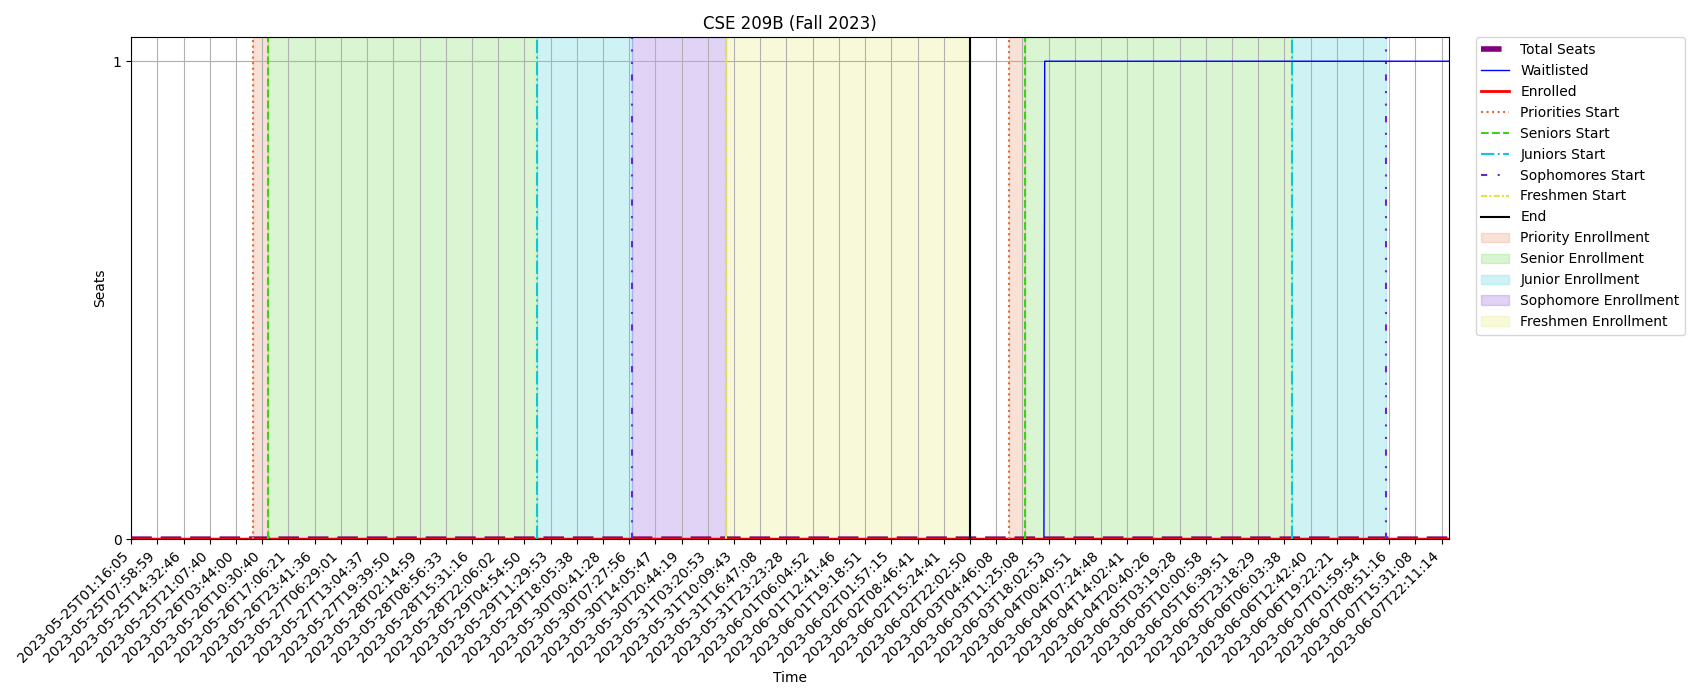 CSE 209B (Fall 2023)
Seats
1
0
2023-05-25T01:16:05
2023-05-25T07:58:59
2023-05-25T14:32:46
2023-05-25T21:07:40
2023-05-26T03:44:00
2023-05-26T10:30:40
2023-05-26T17:06:21
2023-05-26T23:41:36
2023-05-27T06:29:01
2023-05-27T13:04:37
2023-05-27T19:39:50
2023-05-28T02:14:59
2023-05-28T08:56:33
2023-05-28T15:31:16
2023-05-28T22:06:02
2023-05-29T04:54:50
2023-05-29T11:29:53
2023-05-29T18:05:38
2023-05-30T00:41:28
2023-05-30T07:27:56
2023-05-30T14:05:47
2023-05-30T20:44:19
2023-05-31T03:20:53
2023-05-31T10:09:43
2023-05-31T16:47:08
2023-05-31T23:23:28
2023-06-01T06:04:52
2023-06-01T12:41:46
2023-06-01T19:18:51
2023-06-02T01:57:15
2023-06-02T08:46:41
2023-06-02T15:24:41
2023-06-02T22:02:50
2023-06-03T04:46:08
2023-06-03T11:25:08
2023-06-03T18:02:53
2023-06-04T00:40:51
2023-06-04T07:24:48
2023-06-04T14:02:41
2023-06-04T20:40:26
2023-06-05T03:19:28
2023-06-05T10:00:58
2023-06-05T16:39:51
2023-06-05T23:18:29
2023-06-06T06:03:38
2023-06-06T12:42:40
2023-06-06T19:22:21
2023-06-07T01:59:54
2023-06-07T08:51:16
2023-06-07T15:31:08
2023-06-07T22:11:14
Time
Total Seats
Waitlisted
Enrolled
Priorities Start
Seniors Start
Juniors Start
Sophomores Start
Freshmen Start
End
Priority Enrollment
Senior Enrollment
Junior Enrollment
Sophomore Enrollment
Freshmen Enrollment